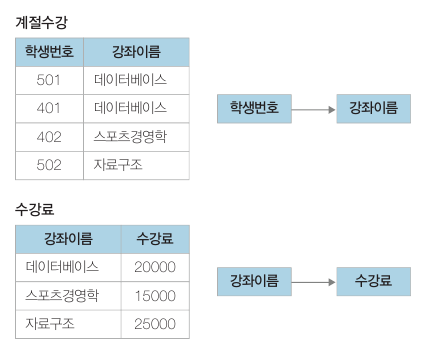 계절수강
학생번호 강좌이름
501 데이터베이스
401 데이터베이스
402 스포츠경영학
502 자료구조
학생번호 강좌이름
수강료
강좌이름 수강료
데이터베이스 20000
스포츠경영학 15000
자료구조 25000
강좌이름 수강료